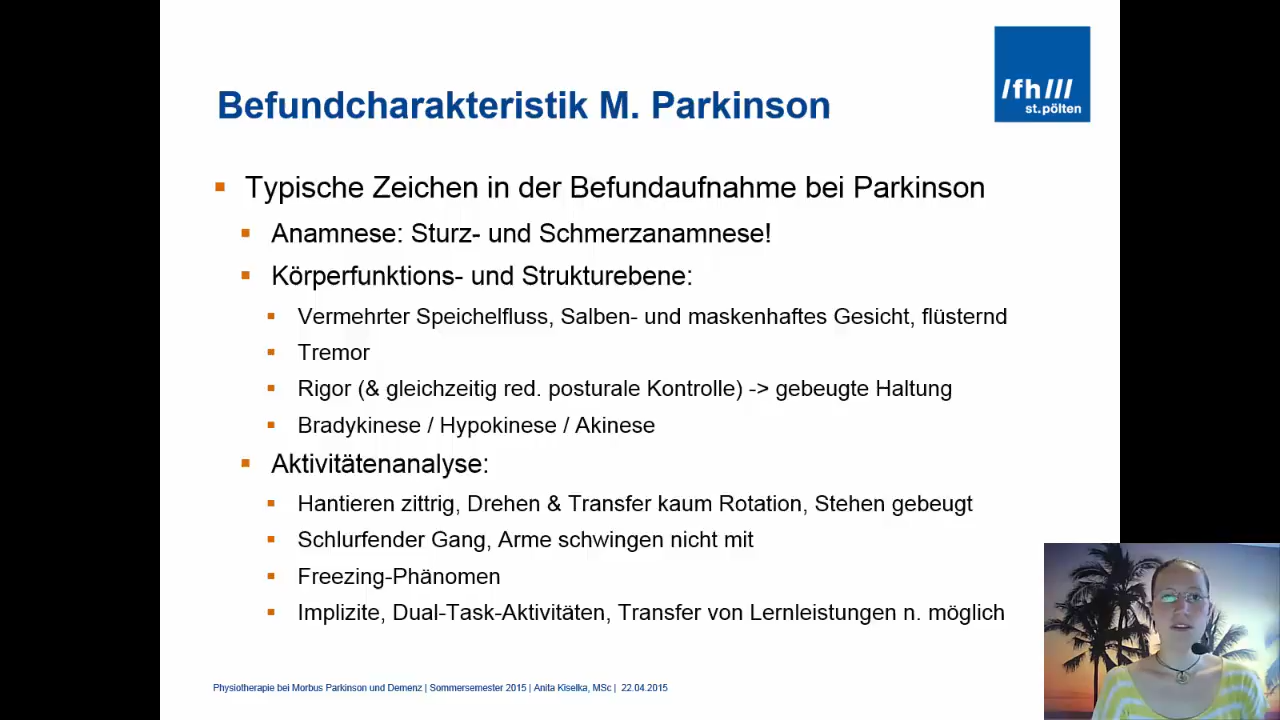 /fh///
st.pölten
Befundcharakteristik M. Parkinson
Typische Zeichen in der Befundaufnahme bei Parkinson
Anamnese: Sturz- und Schmerzanamnese!
Körperfunktions- und Strukturebene:
Vermehrter Speichelfluss, Salben- und maskenhaftes Gesicht, flüsternd
Tremor
Rigor (& gleichzeitig red. posturale Kontrolle) -> gebeugte Haltung
Bradykinese / Hypokinese / Akinese
Aktivitätenanalyse:
Hantieren zittrig, Drehen & Transfer kaum Rotation, Stehen gebeugt
Schlurfender Gang, Arme schwingen nicht mit
Freezing-Phänomen
Implizite, Dual-Task-Aktivitäten, Transfer von Lernleistungen n. möglich
Physiotherapie bei Morbus Parkinson und Demenz | Sommersemester 2015 | Anita Kiselka, MSc | 22.04.2015